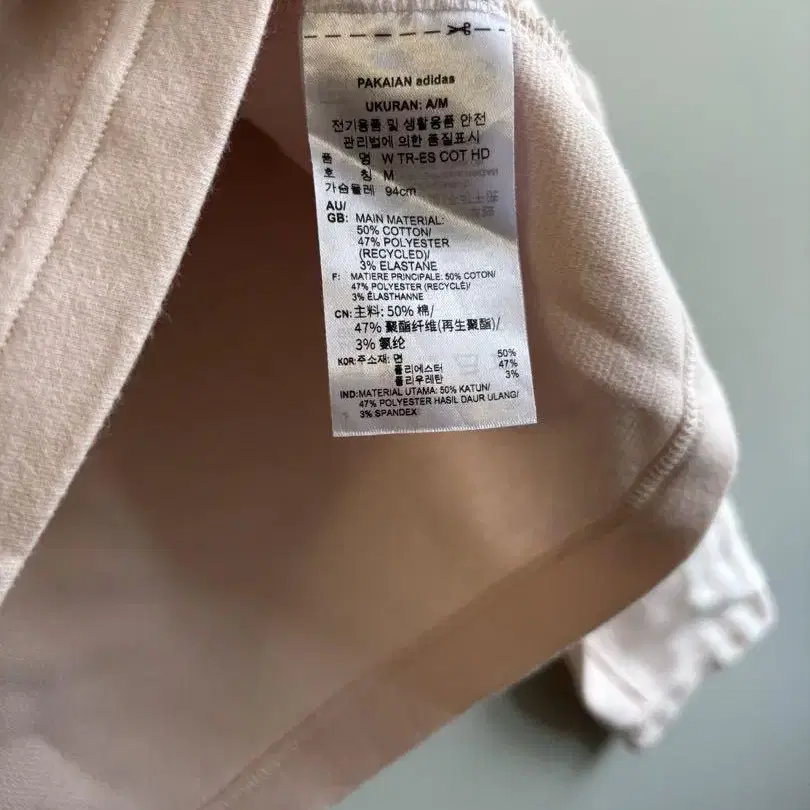 PAKAIAN adidas
UKURAN: A/M
전기용품 및 생활용품 안전
관리법에 의한 품질표시
품 명 W TR-ES COT HD
호 칭 M
가슴둘레 94cm
AU/
GB: MAIN MATERIAL:
50% COTTON/
47% POLYESTER
(RECYCLED)/
3% ELASTANE
F: MATIERE PRINCIPALE: 50% COTON/
47% POLYESTER (RECYCLÉ)/
3% ÉLASTHANNE
CN: 主料: 50% 棉/
47% 聚酯纤维(再生聚酯)/
3% 氨纶
KOR: 주소재: 면 50%
폴리에스터 47%
폴리우레탄 3%
IND: MATERIAL UTAMA: 50% KATUN/
47% POLYESTER HASIL DAUR ULANG/
3% SPANDEX